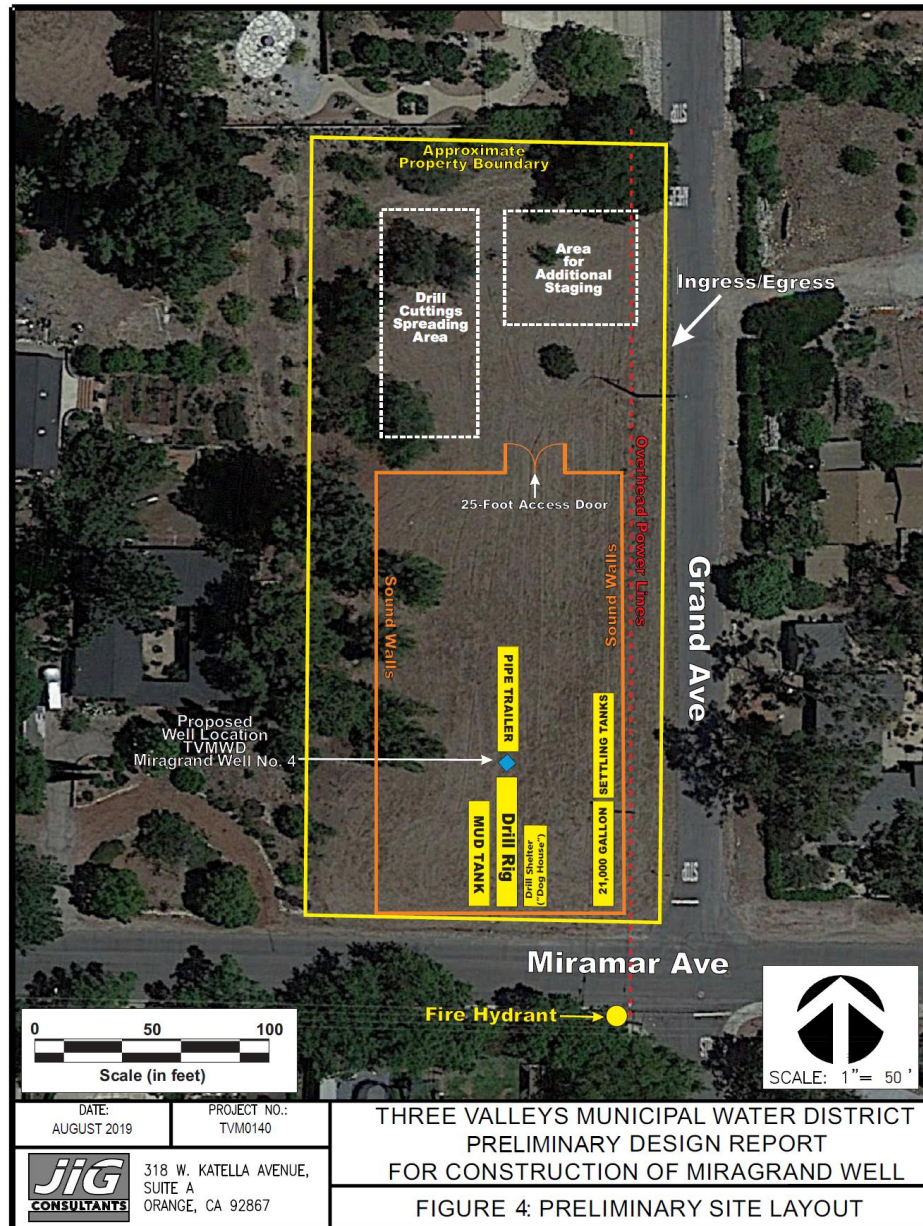 Approximate
Property Boundary
Drill
Cuttings
Spreading
Area
Area
for
Additional
Staging
Ingress/Egress
Overhead Power Lines
25-Foot Access Door
Sound Walls
Sound Walls
Grand Ave
PIPE TRAILER
Proposed
Well Location
TVMWD
Miragrand Well No. 4
SETTLING TANKS
21,000 GALLON
MUD TANK
Drill Rig
Drill Shelter
("Dog House")
STOP
STOP
Miramar Ave
Fire Hydrant
0 50 100
Scale (in feet)
SCALE: 1"= 50 '
DATE:
AUGUST 2019
PROJECT NO.:
TVM0140
JIG
CONSULTANTS
318 W. KATELLA AVENUE,
SUITE A
ORANGE, CA 92867
THREE VALLEYS MUNICIPAL WATER DISTRICT
PRELIMINARY DESIGN REPORT
FOR CONSTRUCTION OF MIRAGRAND WELL
FIGURE 4: PRELIMINARY SITE LAYOUT